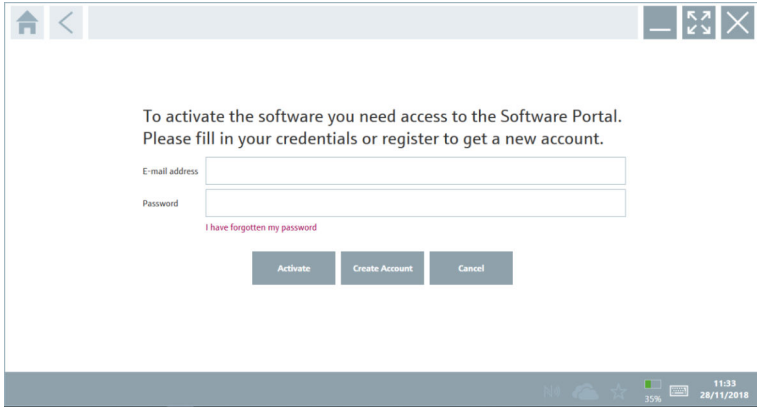 To activate the software you need access to the Software Portal.
Please fill in your credentials or register to get a new account.
E-mail address
Password
I have forgotten my password
Activate Create Account Cancel
35%
11:33
28/11/2018